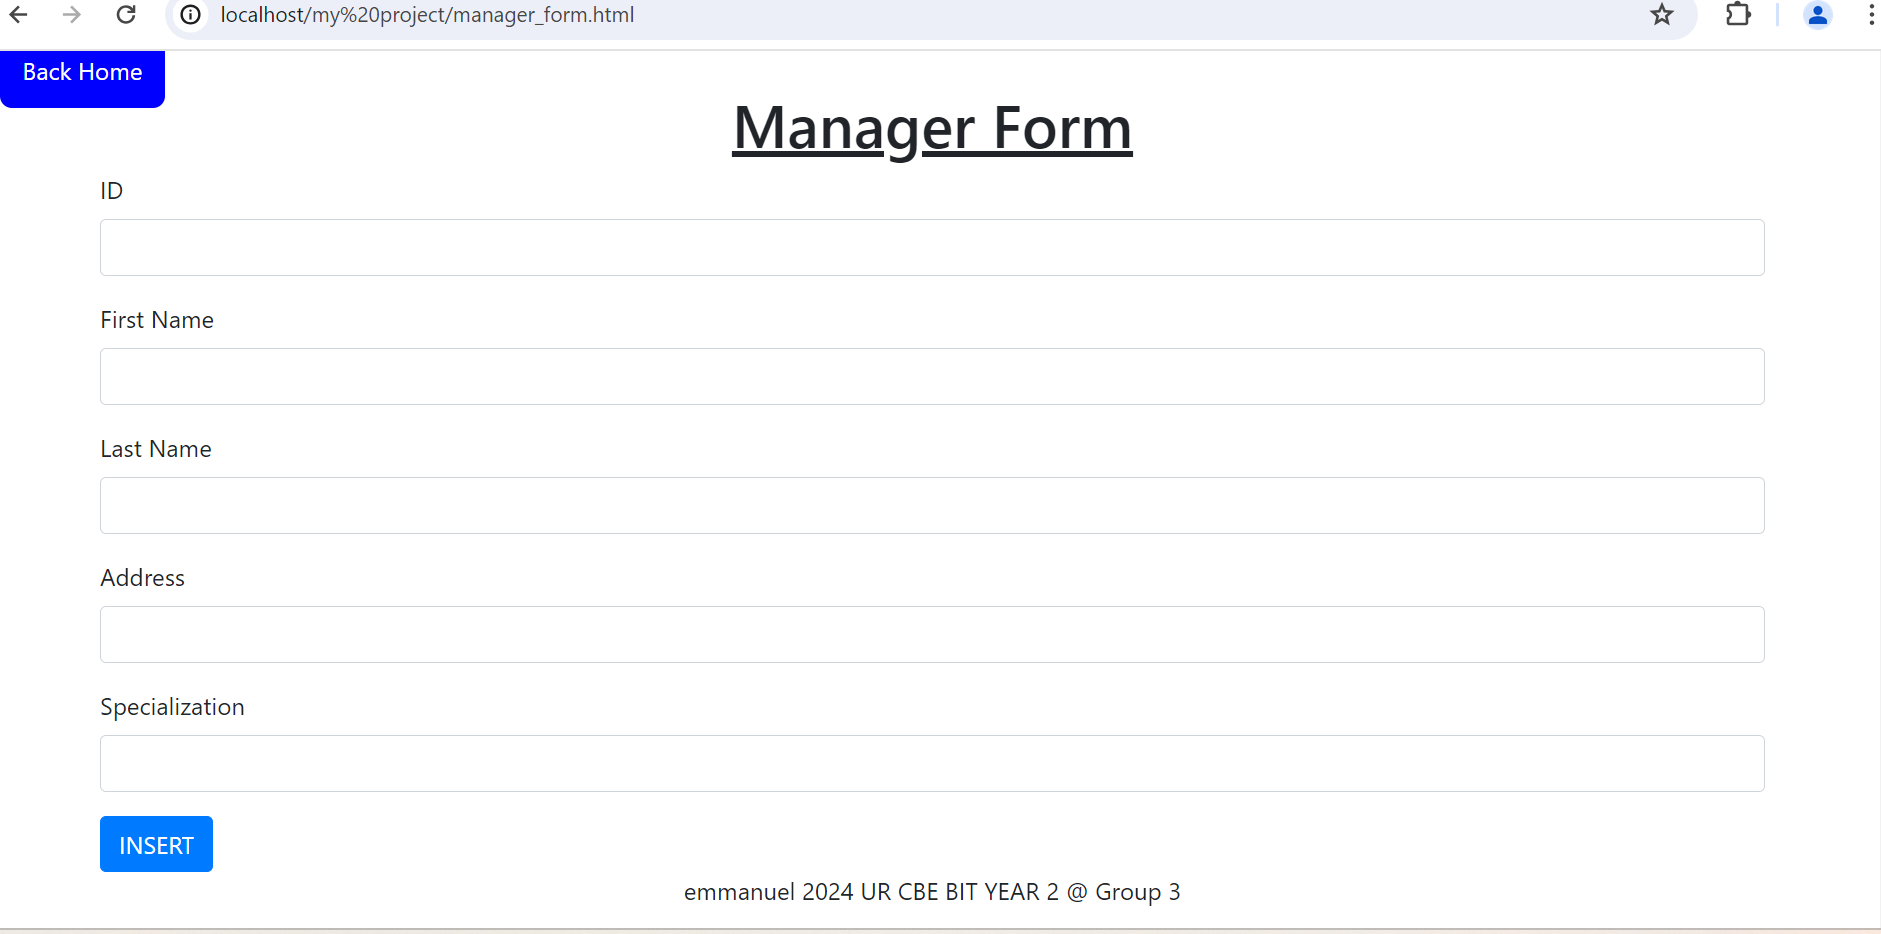 localhost/my%20project/manager_form.html
Back Home
Manager Form
ID
First Name
Last Name
Address
Specialization
INSERT
emmanuel 2024 UR CBE BIT YEAR 2 @ Group 3